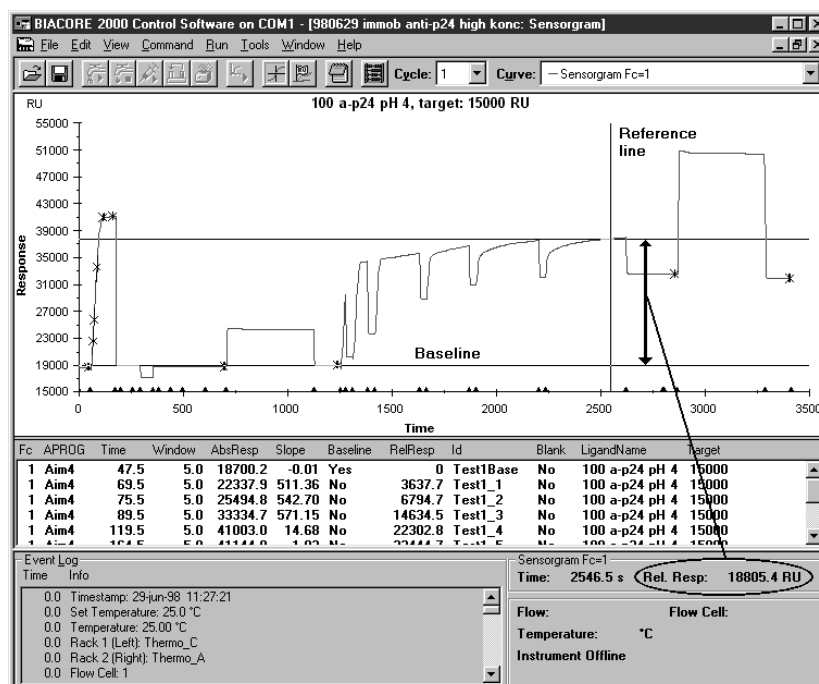 BIACORE 2000 Control Software on COM1 - [980629 immob anti-p24 high konc: Sensorgram]
File Edit View Command Run Tools Window Help
Cycle: 1 Curve: — Sensorgram Fc=1
RU 100 a-p24 pH 4, target: 15000 RU
55000
51000
47000
43000
39000
35000
31000
27000
23000
19000
15000
Response
Reference
line
Baseline
0 500 1000 1500 2000 2500 3000 3500
Time
Fc APROG Time Window AbsResp Slope Baseline RelResp Id Blank LigandName Target
1 Aim4 47.5 5.0 18700.2 -0.01 Yes 0 Test1Base No 100 a-p24 pH 4 15000
1 Aim4 69.5 5.0 22337.9 511.36 No 3637.7 Test1_1 No 100 a-p24 pH 4 15000
1 Aim4 75.5 5.0 25494.8 542.70 No 6794.7 Test1_2 No 100 a-p24 pH 4 15000
1 Aim4 89.5 5.0 33334.7 571.15 No 14634.5 Test1_3 No 100 a-p24 pH 4 15000
1 Aim4 119.5 5.0 41003.0 14.68 No 22302.8 Test1_4 No 100 a-p24 pH 4 15000
Event Log
Time Info
0.0 Timestamp: 29-jun-98 11:27:21
0.0 Set Temperature: 25.0 °C
0.0 Temperature: 25.00 °C
0.0 Rack 1 (Left): Thermo_C
0.0 Rack 2 (Right): Thermo_A
0.0 Flow Cell: 1
Sensorgram Fc=1
Time: 2546.5 s Rel. Resp: 18805.4 RU
Flow: Flow Cell:
Temperature: °C
Instrument Offline